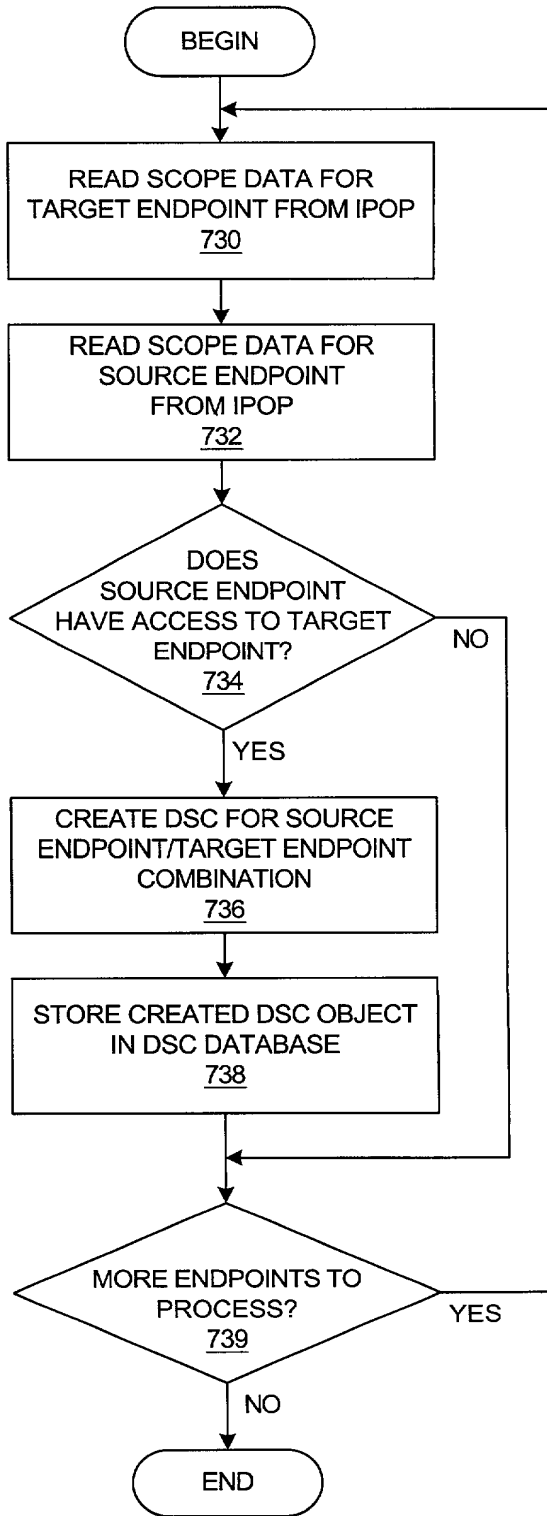 BEGIN
READ SCOPE DATA FOR
TARGET ENDPOINT FROM IPOP
730
READ SCOPE DATA FOR
SOURCE ENDPOINT
FROM IPOP
732
DOES
SOURCE ENDPOINT
HAVE ACCESS TO TARGET
ENDPOINT?
734
NO
YES
CREATE DSC FOR SOURCE
ENDPOINT/TARGET ENDPOINT
COMBINATION
736
STORE CREATED DSC OBJECT
IN DSC DATABASE
738
MORE ENDPOINTS TO
PROCESS?
739
YES
NO
END